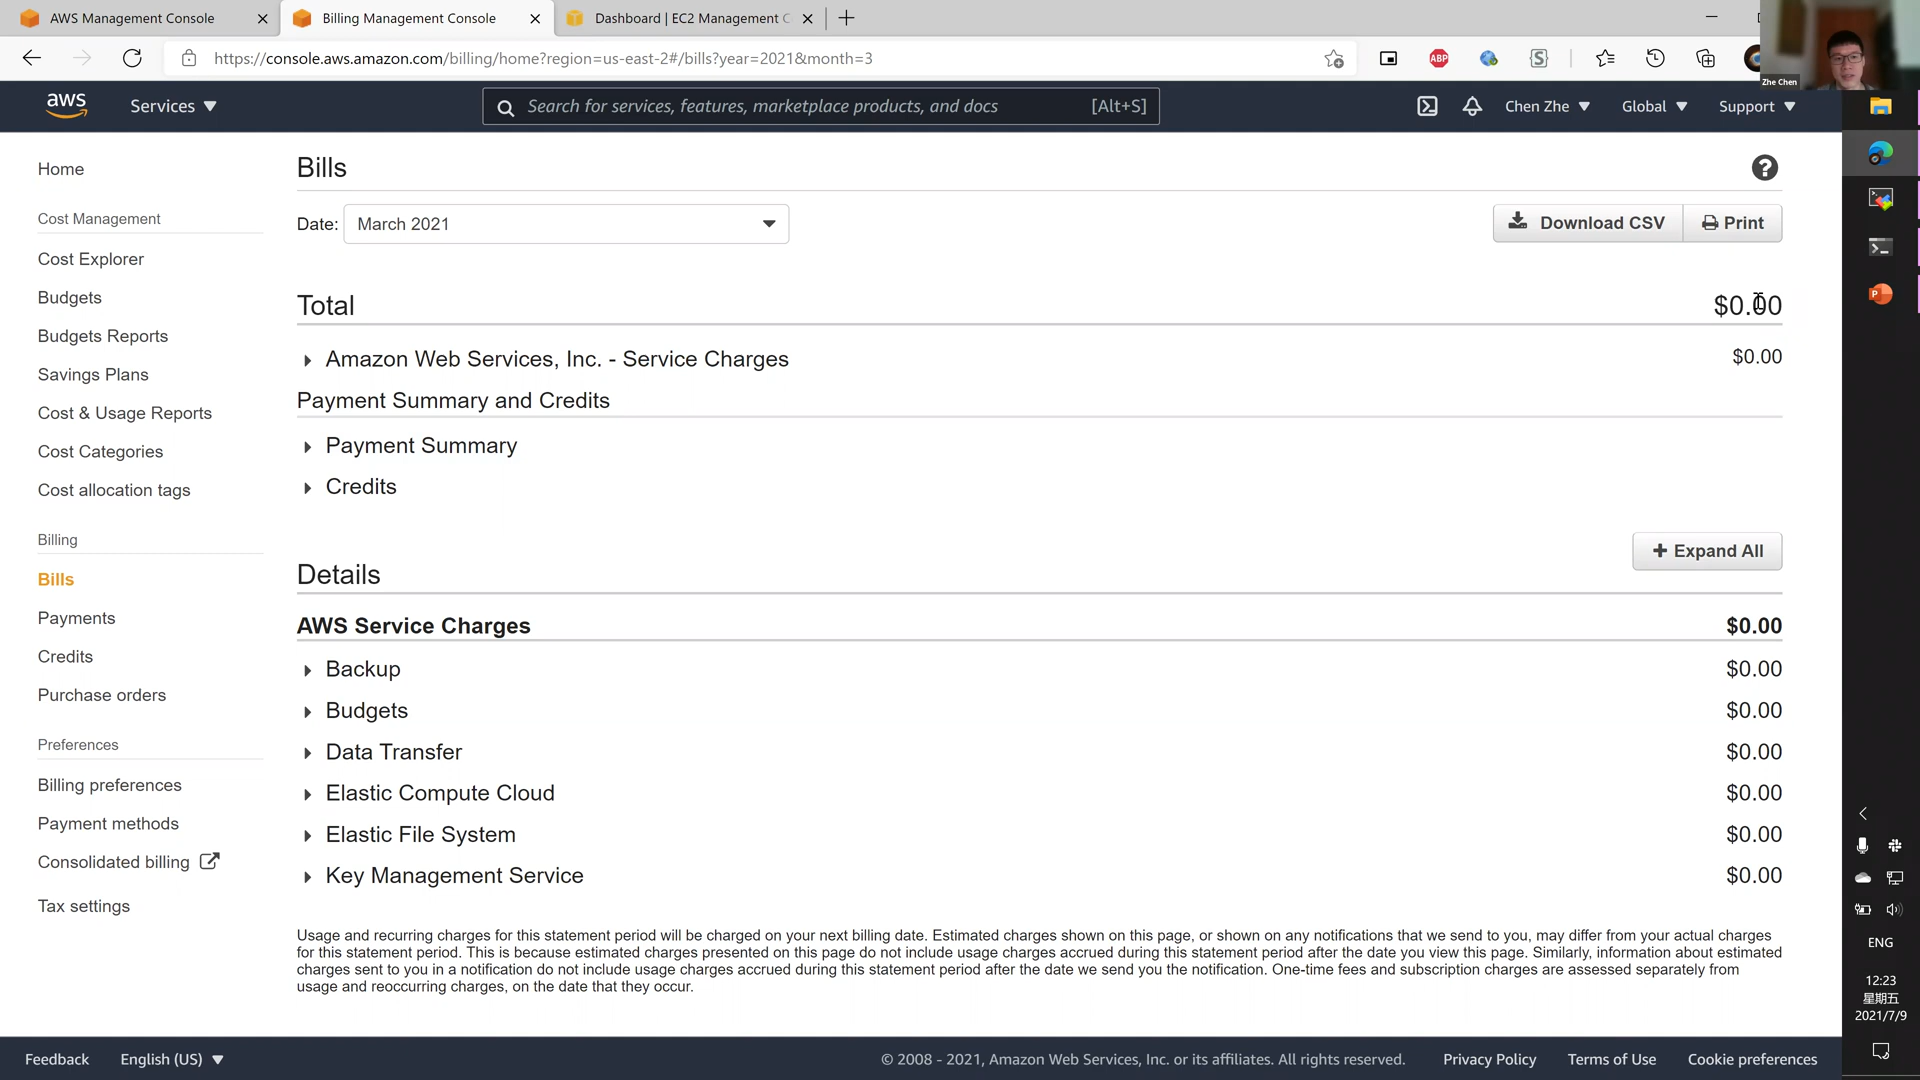 AWS Management Console
Billing Management Console
Dashboard | EC2 Management C
https://console.aws.amazon.com/billing/home?region=us-east-2#/bills?year=2021&month=3
ABP
Zhe Chen
aws
Services
Search for services, features, marketplace products, and docs
[Alt+S]
Chen Zhe
Global
Support
Home
Cost Management
Cost Explorer
Budgets
Budgets Reports
Savings Plans
Cost & Usage Reports
Cost Categories
Cost allocation tags
Billing
Bills
Payments
Credits
Purchase orders
Preferences
Billing preferences
Payment methods
Consolidated billing
Tax settings
Bills
Date: March 2021
Download CSV
Print
Total $0.00
Amazon Web Services, Inc. - Service Charges $0.00
Payment Summary and Credits
Payment Summary
Credits
Expand All
Details
AWS Service Charges $0.00
Backup $0.00
Budgets $0.00
Data Transfer $0.00
Elastic Compute Cloud $0.00
Elastic File System $0.00
Key Management Service $0.00
Usage and recurring charges for this statement period will be charged on your next billing date. Estimated charges shown on this page, or shown on any notifications that we send to you, may differ from your actual charges
for this statement period. This is because estimated charges presented on this page do not include usage charges accrued during this statement period after the date you view this page. Similarly, information about estimated
charges sent to you in a notification do not include usage charges accrued during this statement period after the date we send you the notification. One-time fees and subscription charges are assessed separately from
usage and reoccurring charges, on the date that they occur.
Feedback
English (US)
© 2008 - 2021, Amazon Web Services, Inc. or its affiliates. All rights reserved.
Privacy Policy
Terms of Use
Cookie preferences
ENG
12:23
星期五
2021/7/9